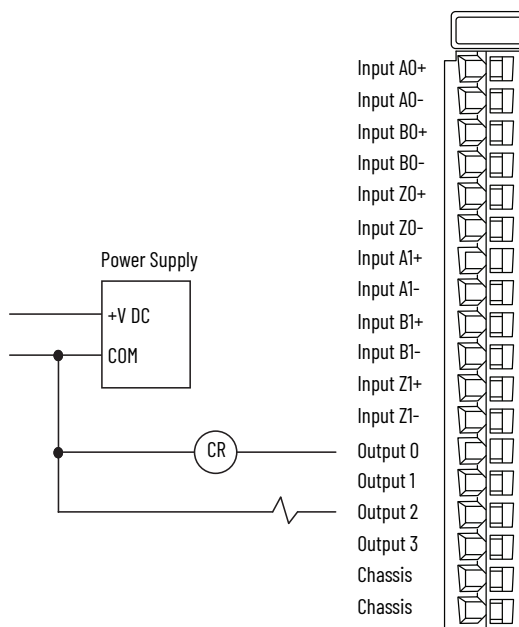 Input A0+
Input A0-
Input B0+
Input B0-
Input Z0+
Input Z0-
Power Supply
Input A1+
Input A1-
+V DC
Input B1+
COM
Input B1-
Input Z1+
Input Z1-
CR
Output 0
Output 1
Output 2
Output 3
Chassis
Chassis